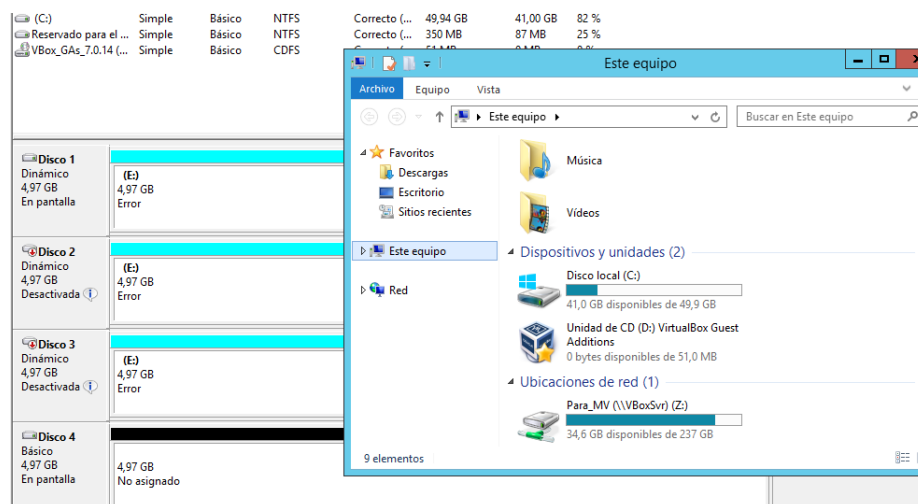 (C:) Simple Básico NTFS Correcto (... 49,94 GB 41,00 GB 82 %
Reservado para el ... Simple Básico NTFS Correcto (... 350 MB 87 MB 25 %
VBox_GAs_7.0.14 (... Simple Básico CDFS
Disco 1
Dinámico
4,97 GB
En pantalla
(E:)
4,97 GB
Error
Disco 2
Dinámico
4,97 GB
Desactivada
(E:)
4,97 GB
Error
Disco 3
Dinámico
4,97 GB
Desactivada
(E:)
4,97 GB
Error
Disco 4
Básico
4,97 GB
En pantalla
4,97 GB
No asignado
Este equipo
Archivo Equipo Vista
Este equipo
Buscar en Este equipo
Favoritos
Descargas
Escritorio
Sitios recientes
Este equipo
Red
Música
Vídeos
Dispositivos y unidades (2)
Disco local (C:)
41,0 GB disponibles de 49,9 GB
Unidad de CD (D:) VirtualBox Guest
Additions
0 bytes disponibles de 51,0 MB
Ubicaciones de red (1)
Para_MV (\\VBoxSvr) (Z:)
34,6 GB disponibles de 237 GB
9 elementos